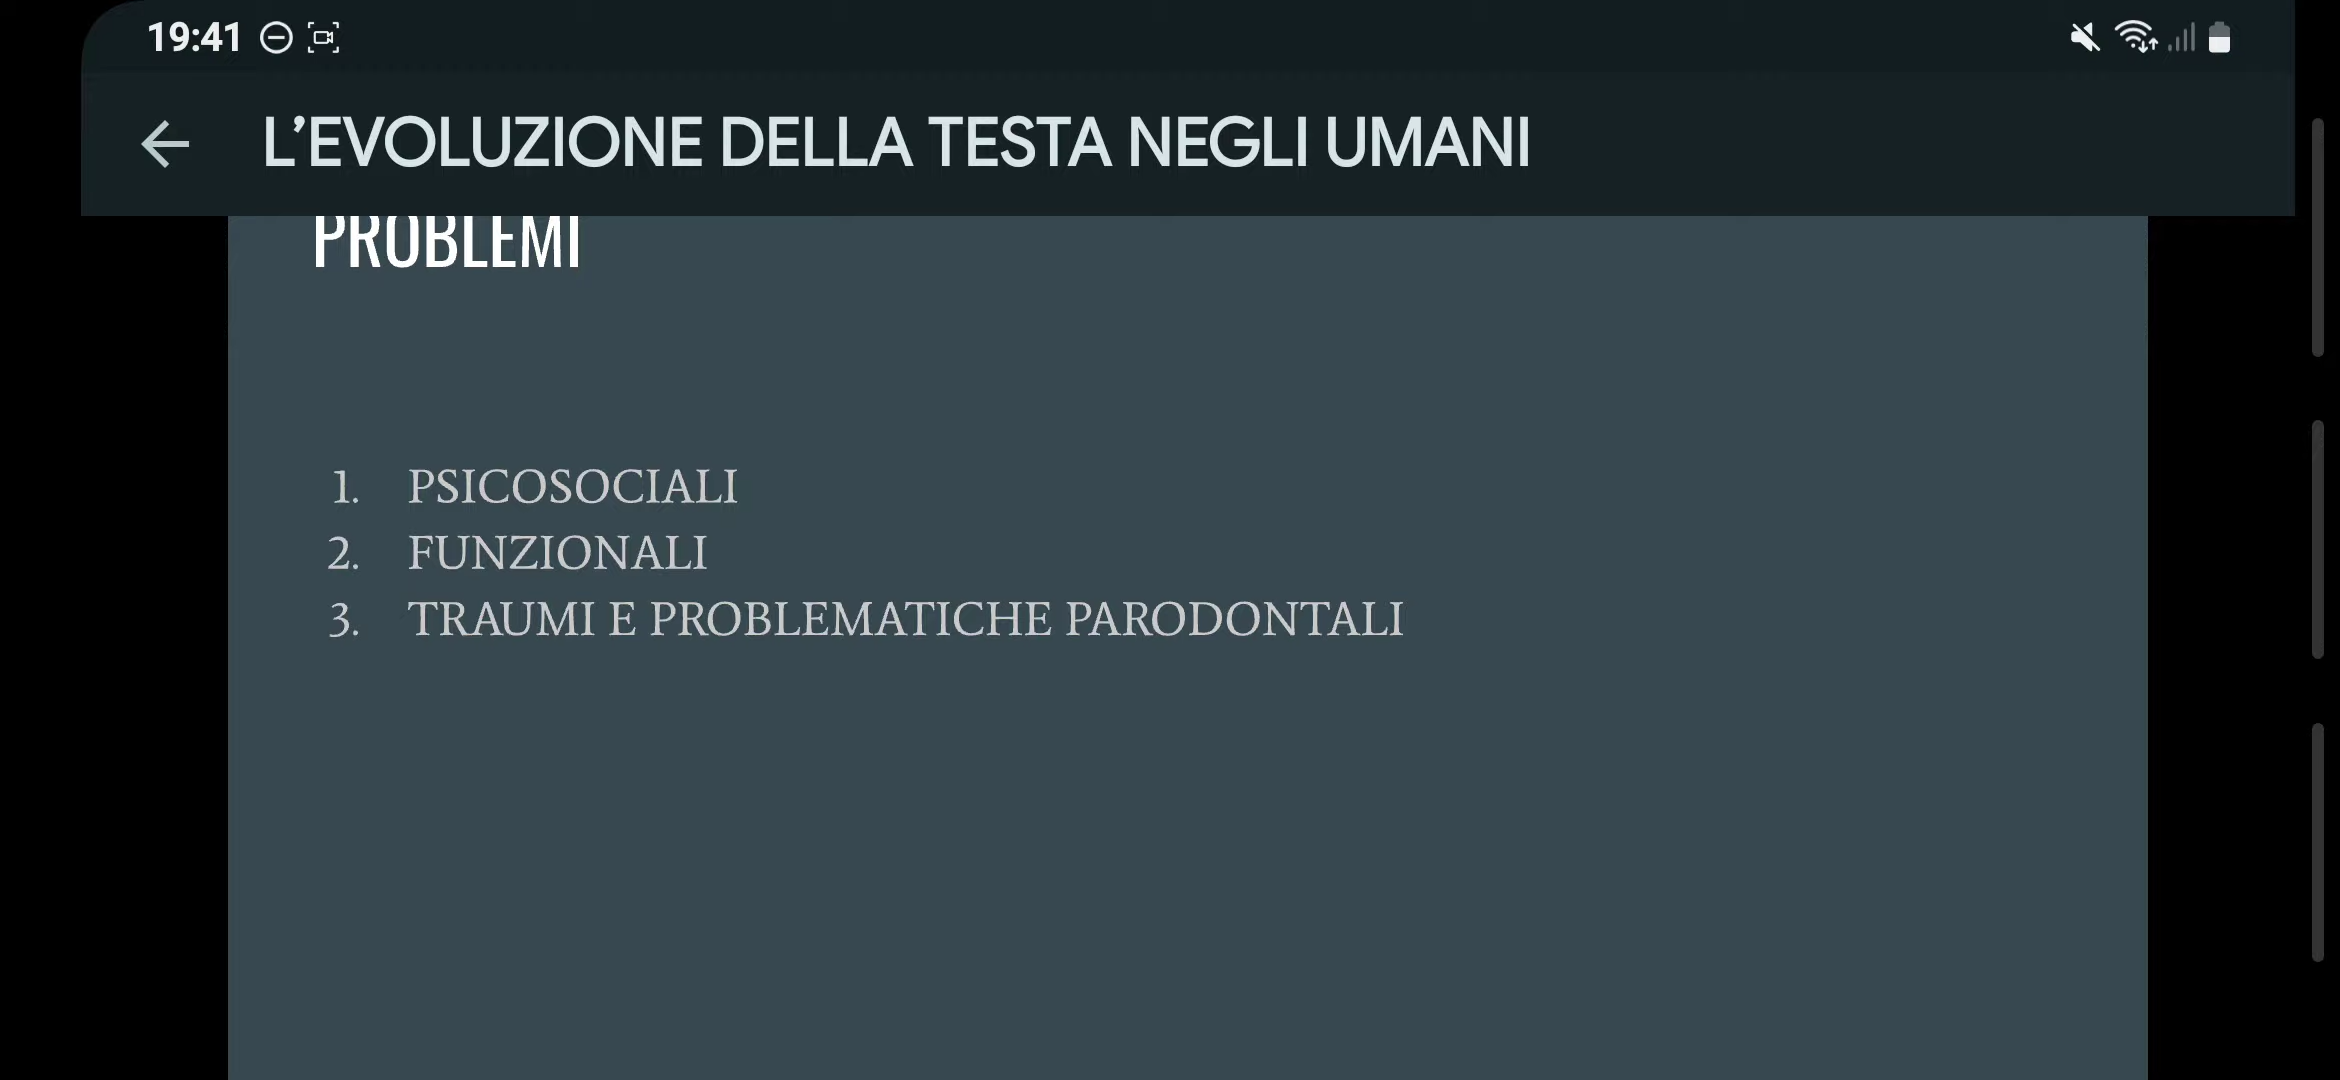 19:41
L’EVOLUZIONE DELLA TESTA NEGLI UMANI
PROBLEMI
1. PSICOSOCIALI
2. FUNZIONALI
3. TRAUMI E PROBLEMATICHE PARODONTALI